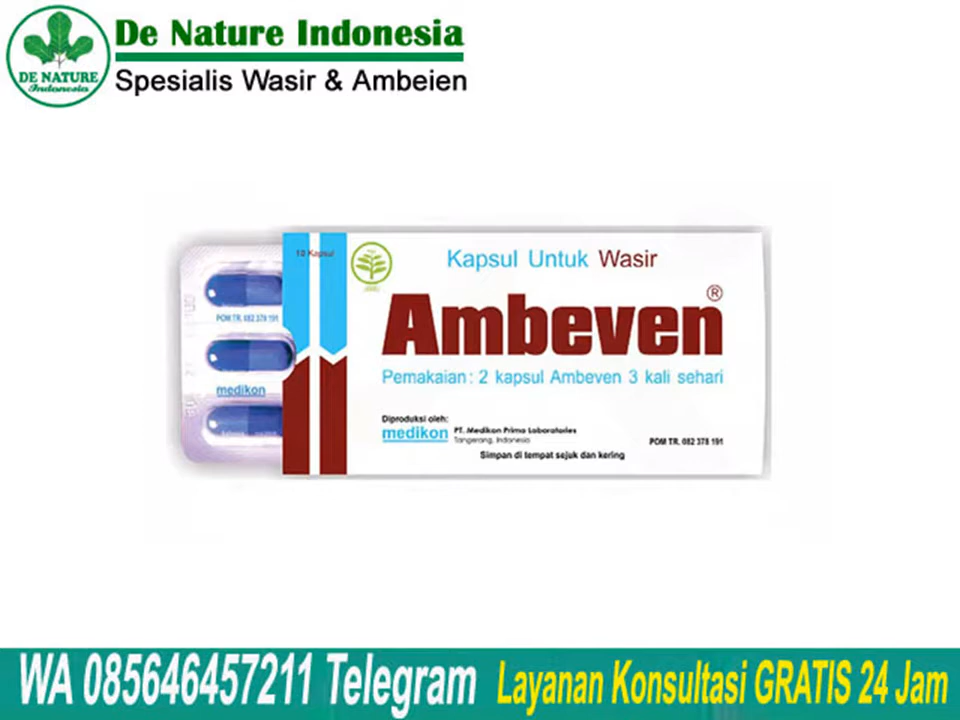 De Nature Indonesia
DE NATURE
Indonesia
Spesialis Wasir & Ambeien
10 Kapsul
Kapsul Untuk Wasir
Ambeven®
Pemakaian : 2 kapsul Ambeven 3 kali sehari
POM TR. 082 378 191
medikon
Diproduksi oleh:
medikon PT. Medikon Prima Laboratories
Tangerang, Indonesia
POM TR. 082 378 191
Simpan di tempat sejuk dan kering
WA 085646457211 Telegram Layanan Konsultasi GRATIS 24 Jam